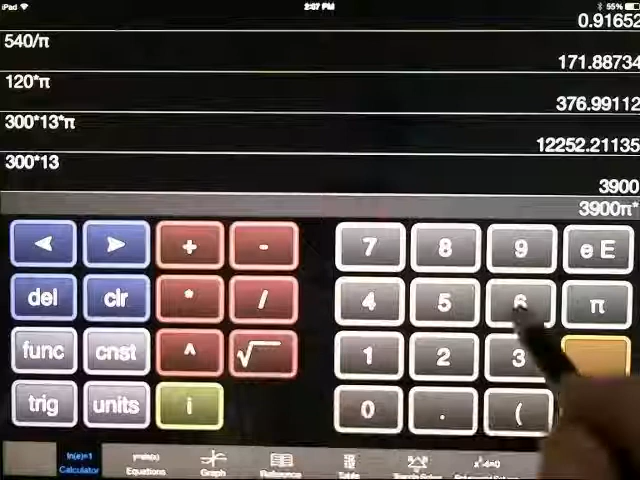 iPad 2:07 PM 55%
0.91652
540/π
171.88734
120*π
376.99112
300*13*π
12252.21135
300*13
3900
3900π*
+ - 7 8 9 e E
del clr * / 4 5 6 π
func cnst ^ √ 1 2 3
trig units i 0 . (
ln(e)=1
Calculator Equations Graph Reference Table